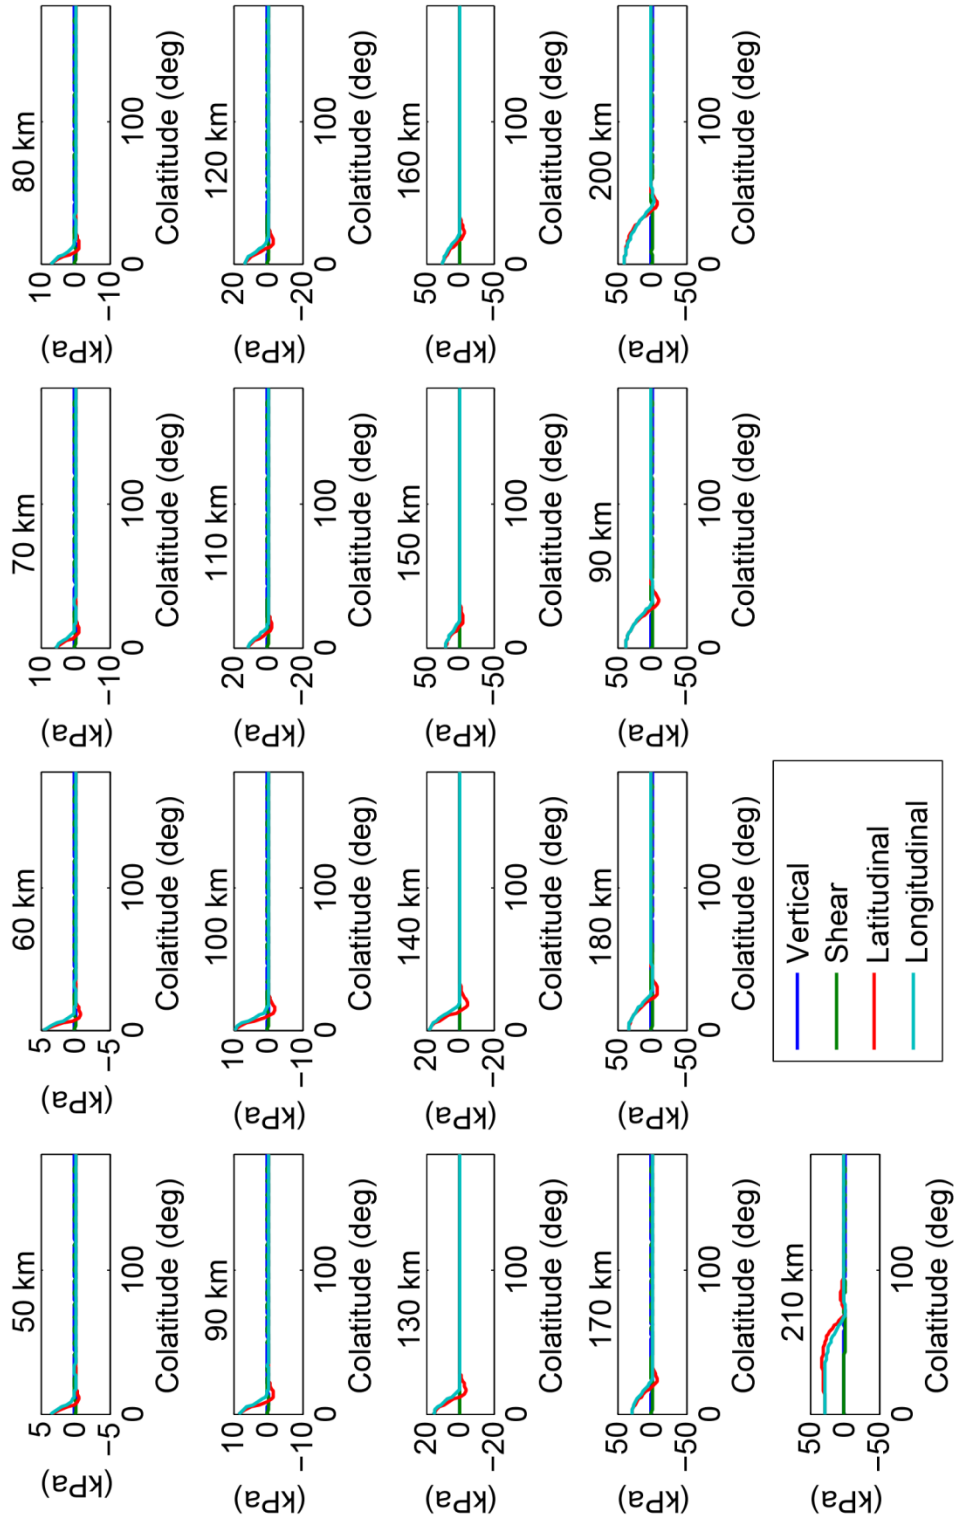 50 km
5
0
−5
(kPa)
0 100
Colatitude (deg)
60 km
5
0
−5
(kPa)
0 100
Colatitude (deg)
70 km
10
0
−10
(kPa)
0 100
Colatitude (deg)
80 km
10
0
−10
(kPa)
0 100
Colatitude (deg)
90 km
10
0
−10
(kPa)
0 100
Colatitude (deg)
100 km
10
0
−10
(kPa)
0 100
Colatitude (deg)
110 km
20
0
−20
(kPa)
0 100
Colatitude (deg)
120 km
20
0
−20
(kPa)
0 100
Colatitude (deg)
130 km
20
0
−20
(kPa)
0 100
Colatitude (deg)
140 km
20
0
−20
(kPa)
0 100
Colatitude (deg)
150 km
50
0
−50
(kPa)
0 100
Colatitude (deg)
160 km
50
0
−50
(kPa)
0 100
Colatitude (deg)
170 km
50
0
−50
(kPa)
0 100
Colatitude (deg)
180 km
50
0
−50
(kPa)
0 100
Colatitude (deg)
90 km
50
0
−50
(kPa)
0 100
Colatitude (deg)
200 km
50
0
−50
(kPa)
0 100
Colatitude (deg)
210 km
50
0
−50
(kPa)
0 100
Colatitude (deg)
Vertical
Shear
Latitudinal
Longitudinal